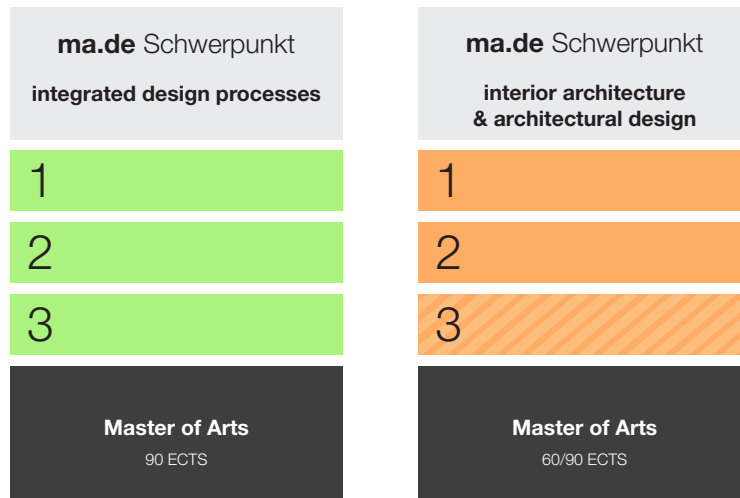 ma.de Schwerpunkt
integrated design processes
1
2
3
Master of Arts
90 ECTS
ma.de Schwerpunkt
interior architecture
& architectural design
1
2
3
Master of Arts
60/90 ECTS